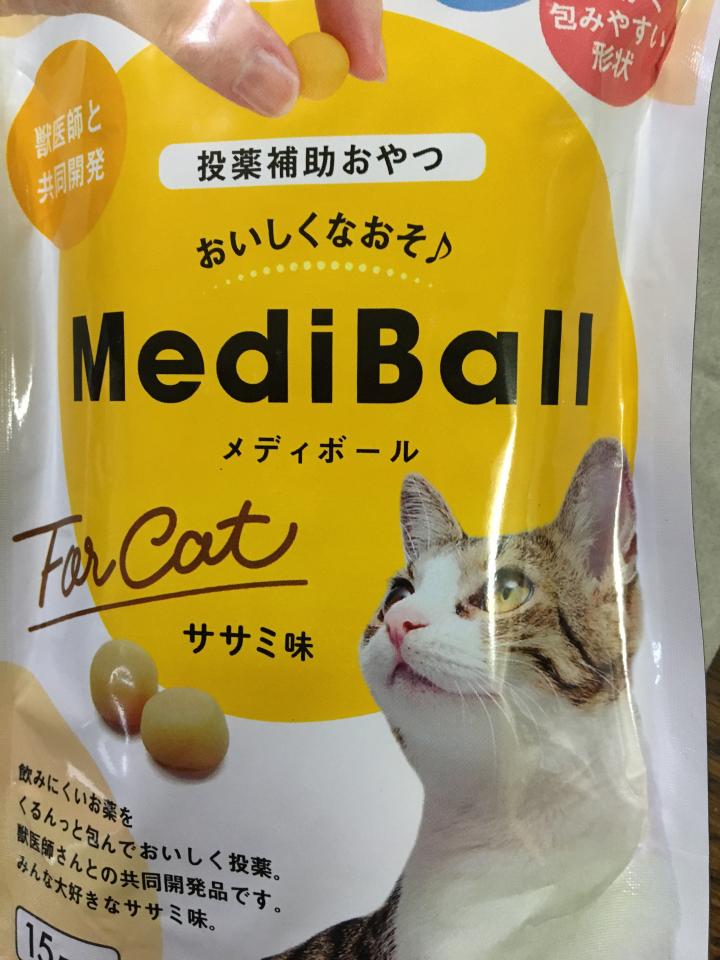 包みやすい
形状
獣医師と
共同開発
投薬補助おやつ
おいしくなおそ♪
MediBall
メディボール
For Cat
ササミ味
飲みにくいお薬を
くるんっと包んでおいしく投薬。
獣医師さんとの共同開発品です。
みんな大好きなササミ味。
15